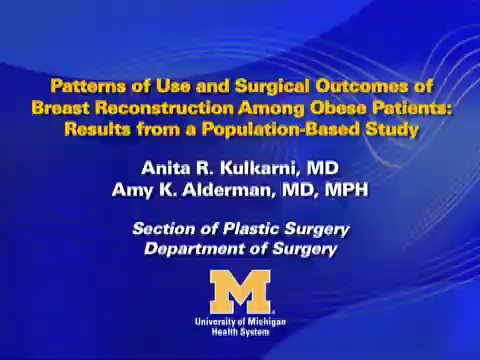 Patterns of Use and Surgical Outcomes of
Breast Reconstruction Among Obese Patients:
Results from a Population-Based Study
Anita R. Kulkarni, MD
Amy K. Alderman, MD, MPH
Section of Plastic Surgery
Department of Surgery
M
University of Michigan
Health System